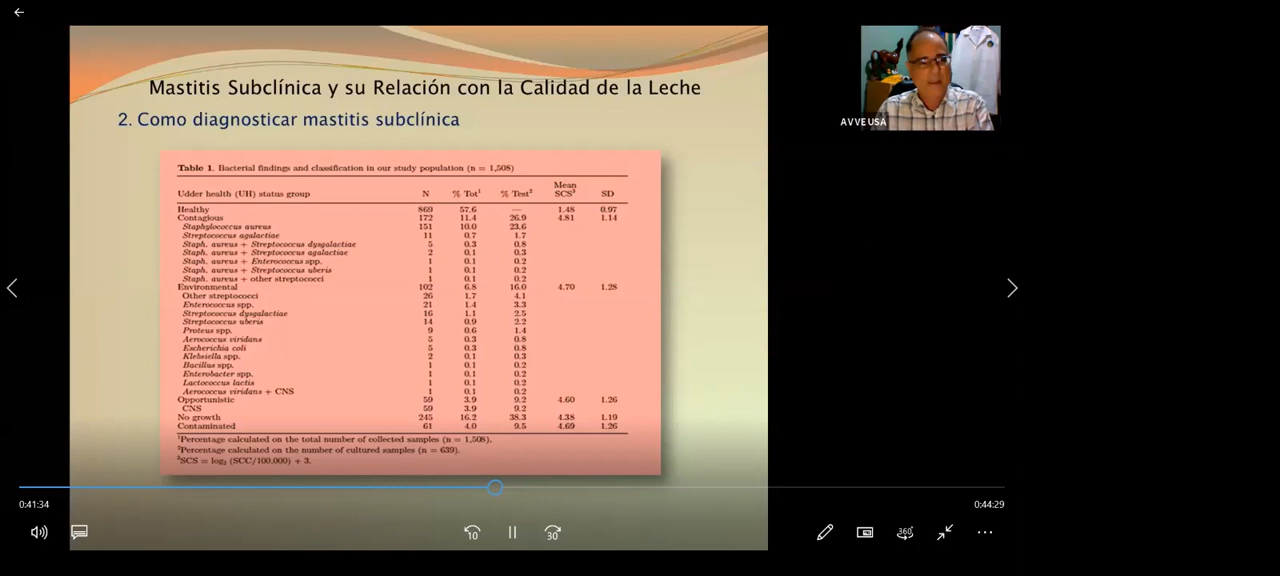 Mastitis Subclínica y su Relación con la Calidad de la Leche
2. Como diagnosticar mastitis subclínica
AVVEUSA
Table 1. Bacterial findings and classification in our study population (n = 1,508)
Udder health (UH) status group N % Tot¹ % Test² Mean SCS³ SD
Healthy 869 57.6 — 1.48 0.97
Contagious 172 11.4 26.9 4.81 1.14
Staphylococcus aureus 151 10.0 23.6
Streptococcus agalactiae 11 0.7 1.7
Staph. aureus + Streptococcus dysgalactiae 5 0.3 0.8
Staph. aureus + Streptococcus agalactiae 2 0.1 0.3
Staph. aureus + Enterococcus spp. 1 0.1 0.2
Staph. aureus + Streptococcus uberis 1 0.1 0.2
Staph. aureus + other streptococci 1 0.1 0.2
Environmental 102 6.8 16.0 4.70 1.28
Other streptococci 26 1.7 4.1
Enterococcus spp. 21 1.4 3.3
Streptococcus dysgalactiae 16 1.1 2.5
Streptococcus uberis 14 0.9 2.2
Proteus spp. 9 0.6 1.4
Aerococcus viridans 5 0.3 0.8
Escherichia coli 5 0.3 0.8
Klebsiella spp. 2 0.1 0.3
Bacillus spp. 1 0.1 0.2
Enterobacter spp. 1 0.1 0.2
Lactococcus lactis 1 0.1 0.2
Aerococcus viridans + CNS 1 0.1 0.2
Opportunistic 59 3.9 9.2 4.60 1.26
CNS 59 3.9 9.2
No growth 245 16.2 38.3 4.38 1.19
Contaminated 61 4.0 9.5 4.69 1.26
¹Percentage calculated on the total number of collected samples (n = 1,508).
²Percentage calculated on the number of cultured samples (n = 639).
³SCS = log₂ (SCC/100,000) + 3.
0:41:34
0:44:29
10
30
360°